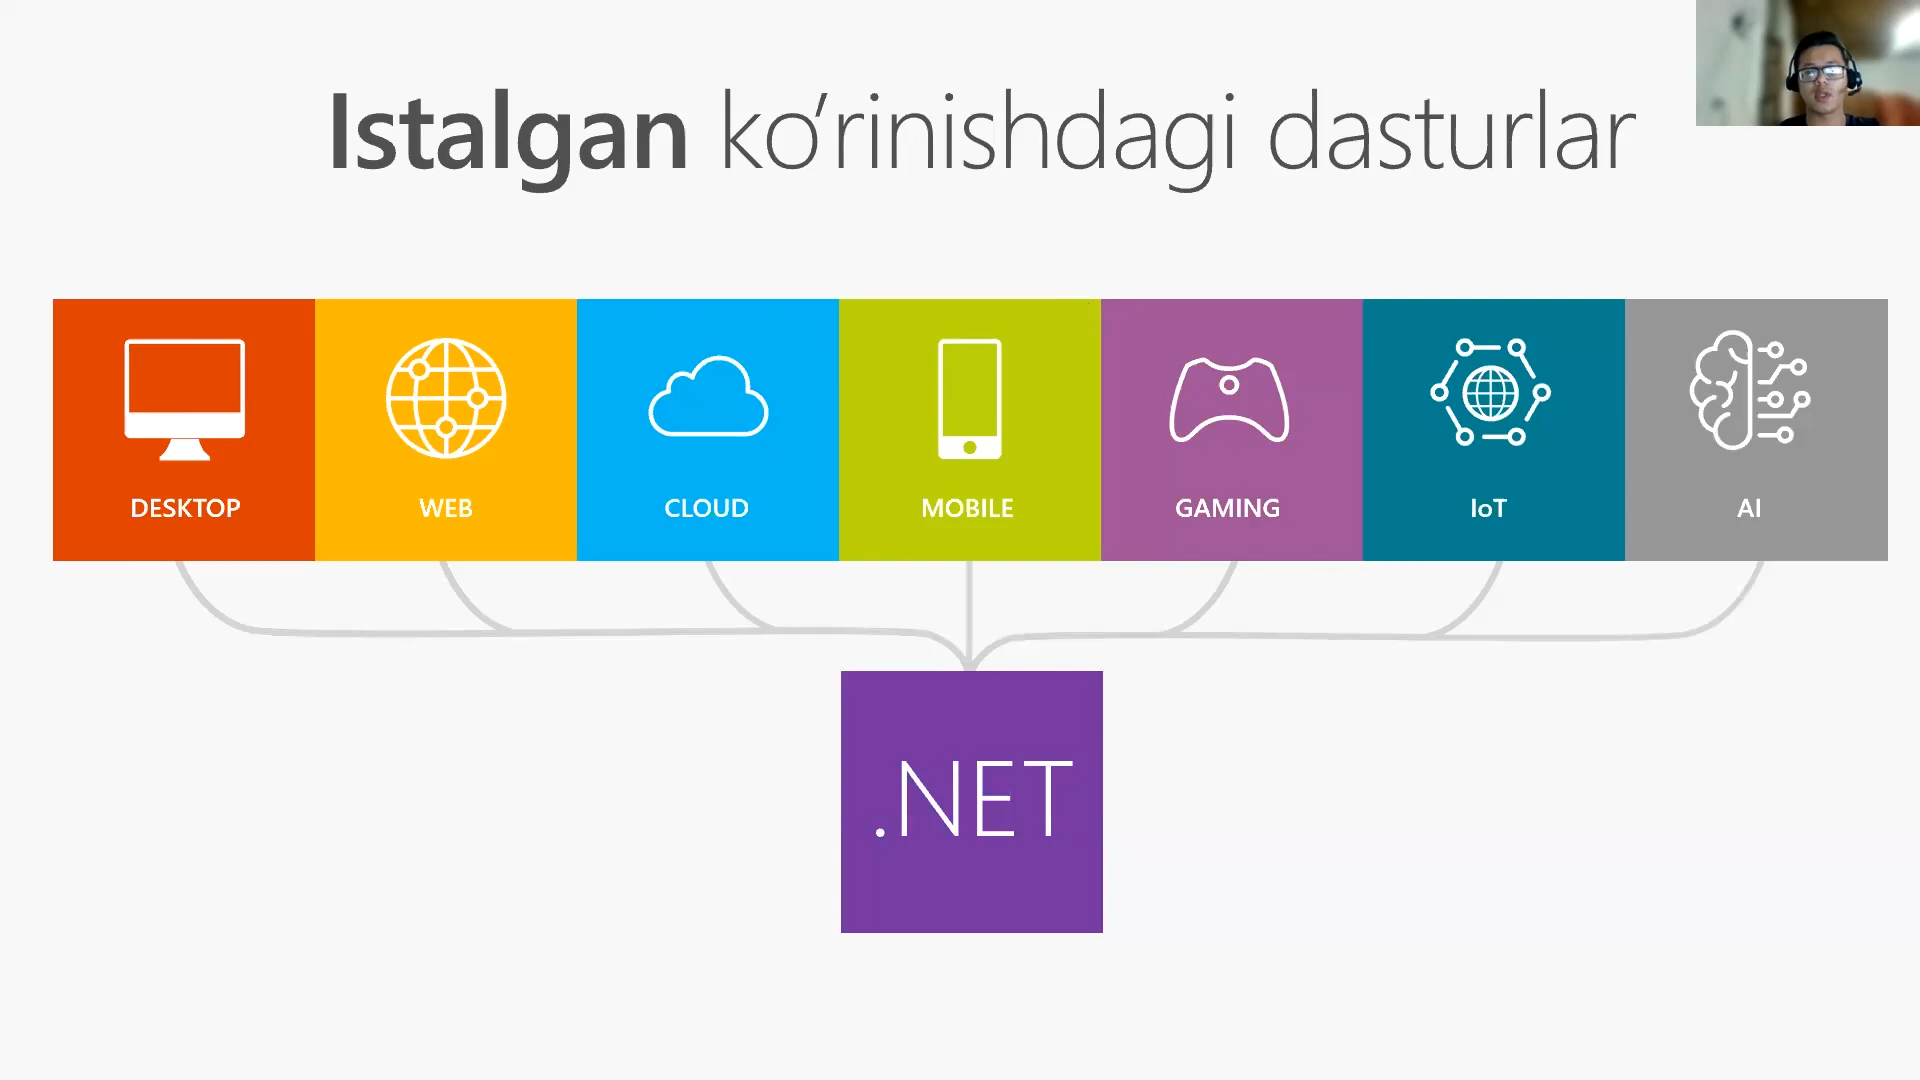 Istalgan ko‘rinishdagi dasturlar
DESKTOP
WEB
CLOUD
MOBILE
GAMING
IoT
AI
.NET